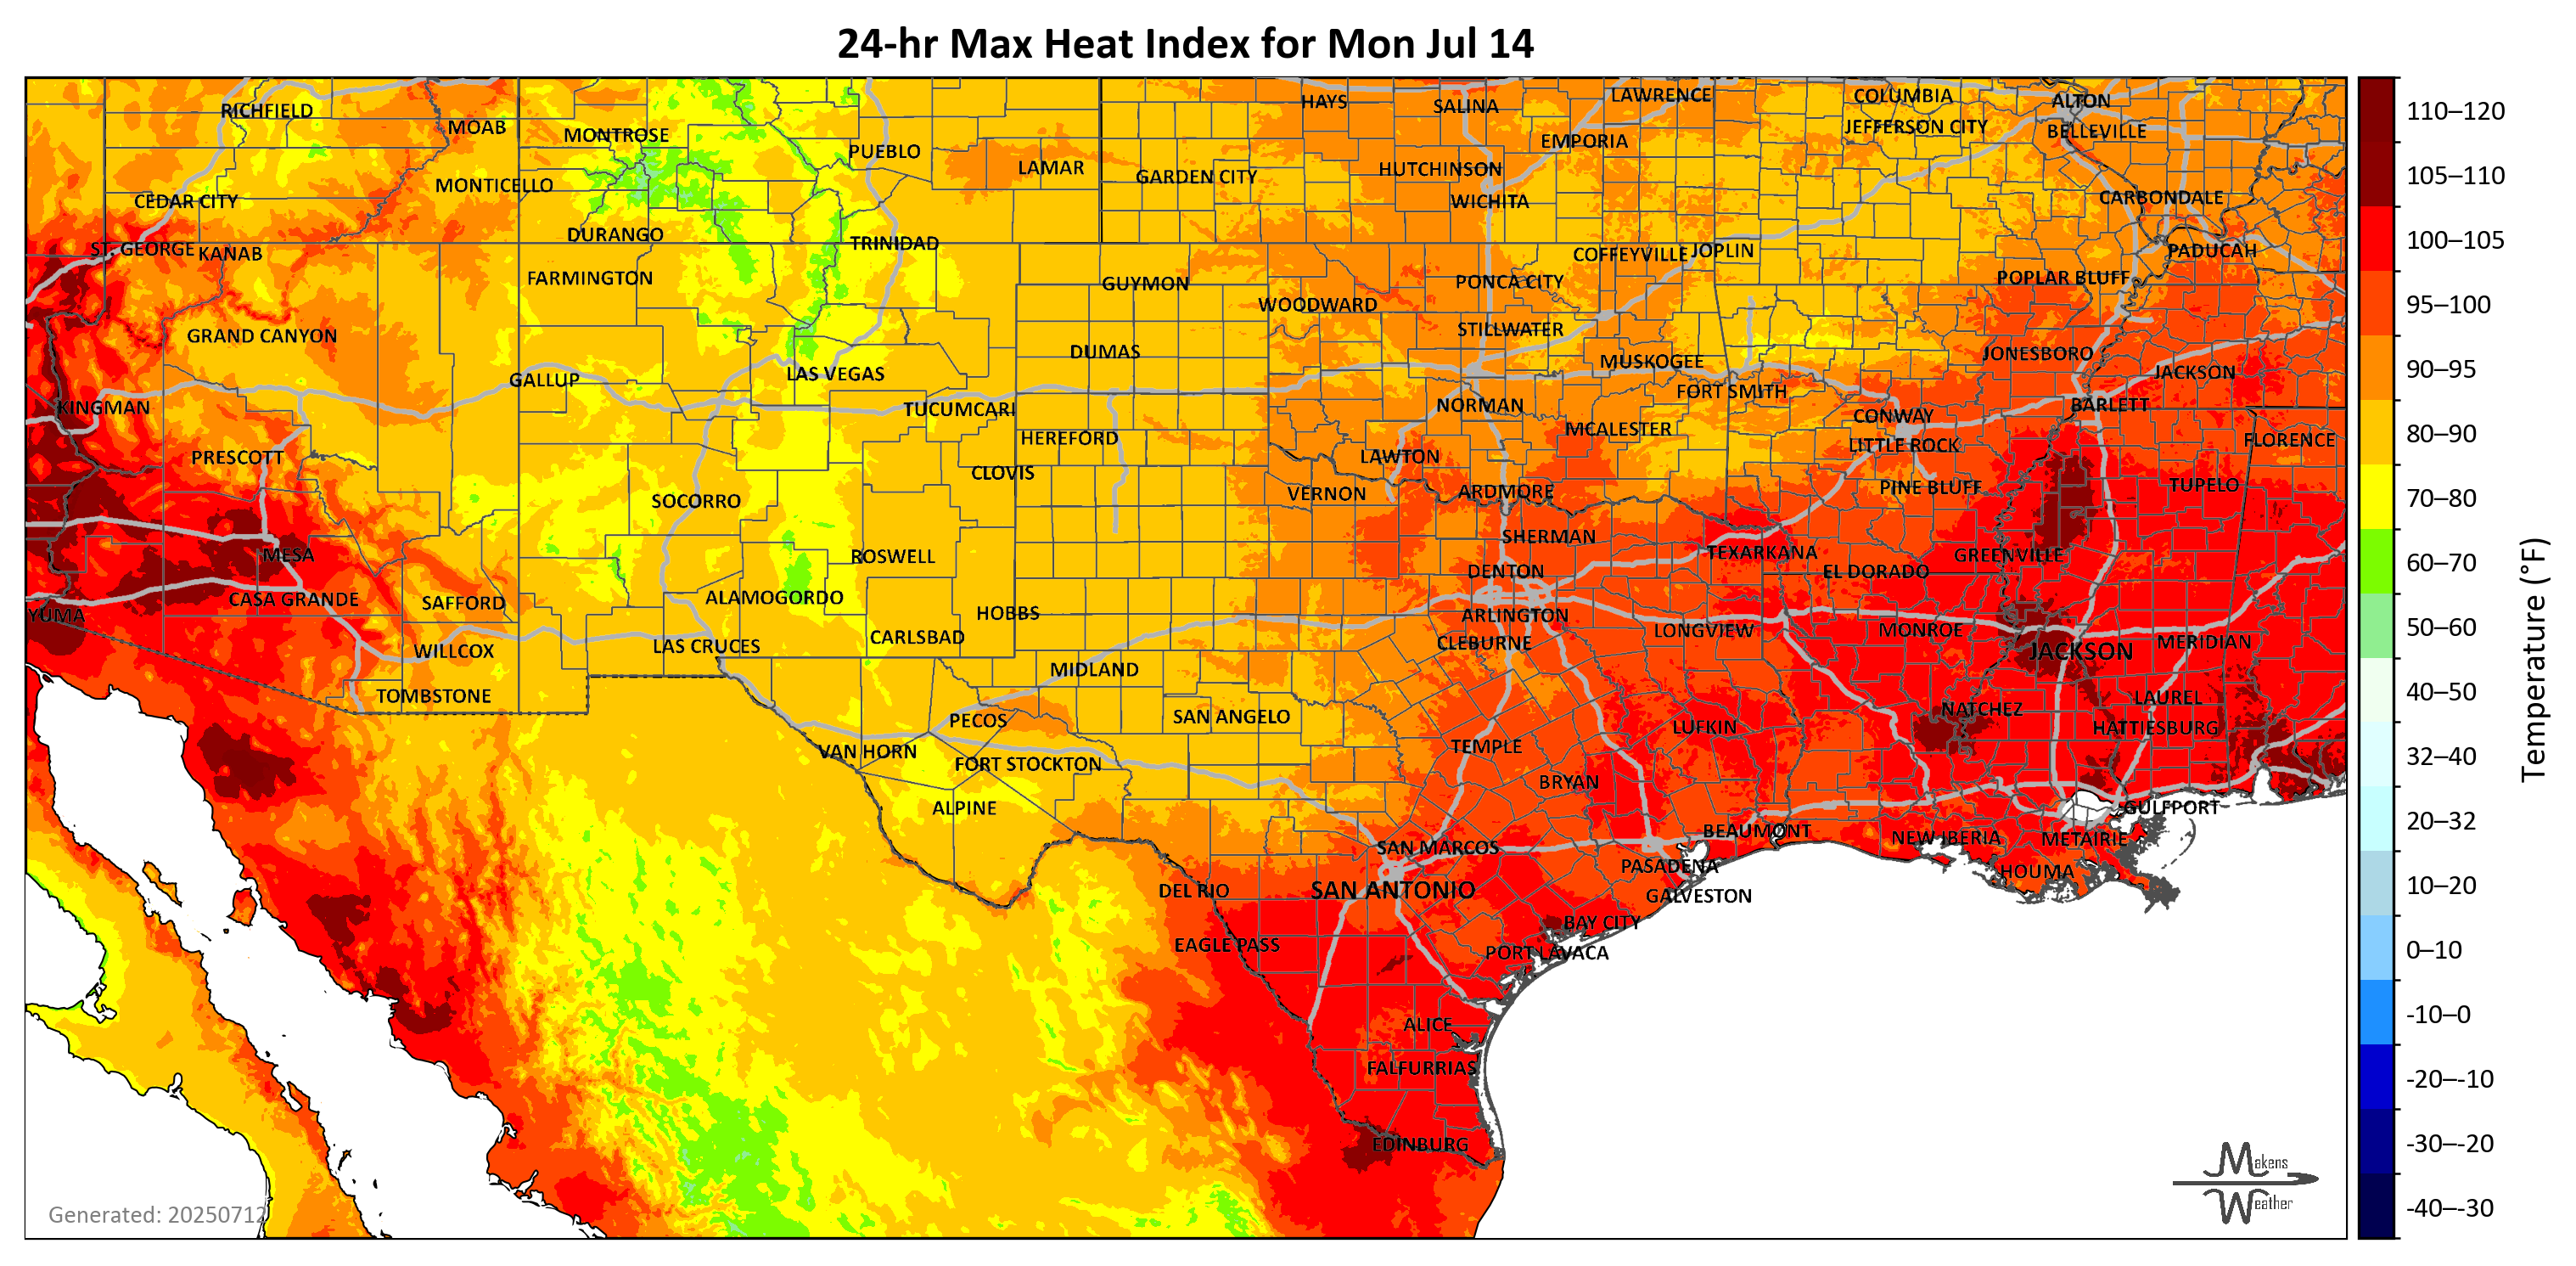 24-hr Max Heat Index for Mon Jul 14
RICHFIELD
MOAB
MONTROSE
PUEBLO
LAMAR
HAYS
SALINA
LAWRENCE
COLUMBIA
ALTON
EMPORIA
JEFFERSON CITY
BELLEVILLE
CEDAR CITY
MONTICELLO
GARDEN CITY
HUTCHINSON
WICHITA
CARBONDALE
ST. GEORGE
KANAB
DURANGO
TRINIDAD
COFFEYVILLE
JOPLIN
PADUCAH
FARMINGTON
GUYMON
WOODWARD
PONCA CITY
POPLAR BLUFF
GRAND CANYON
DUMAS
STILLWATER
MUSKOGEE
JONESBORO
GALLUP
LAS VEGAS
FORT SMITH
JACKSON
KINGMAN
TUCUMCARI
NORMAN
CONWAY
BARLETT
HEREFORD
MCALESTER
LITTLE ROCK
FLORENCE
PRESCOTT
CLOVIS
LAWTON
SOCORRO
VERNON
ARDMORE
PINE BLUFF
TUPELO
MESA
ROSWELL
SHERMAN
TEXARKANA
GREENVILLE
CASA GRANDE
SAFFORD
ALAMOGORDO
HOBBS
DENTON
EL DORADO
YUMA
WILLCOX
LAS CRUCES
CARLSBAD
ARLINGTON
CLEBURNE
LONGVIEW
MONROE
JACKSON
MERIDIAN
TOMBSTONE
MIDLAND
PECOS
SAN ANGELO
LUFKIN
NATCHEZ
LAUREL
HATTIESBURG
VAN HORN
FORT STOCKTON
TEMPLE
BRYAN
ALPINE
GULFPORT
SAN MARCOS
BEAUMONT
NEW IBERIA
METAIRIE
DEL RIO
SAN ANTONIO
PASADENA
GALVESTON
HOUMA
EAGLE PASS
BAY CITY
PORT LAVACA
ALICE
FALFURRIAS
EDINBURG
Generated: 20250712
Makens
Weather
110–120
105–110
100–105
95–100
90–95
80–90
70–80
60–70
50–60
40–50
32–40
20–32
10–20
0–10
-10–0
-20–-10
-30–-20
-40–-30
Temperature (°F)